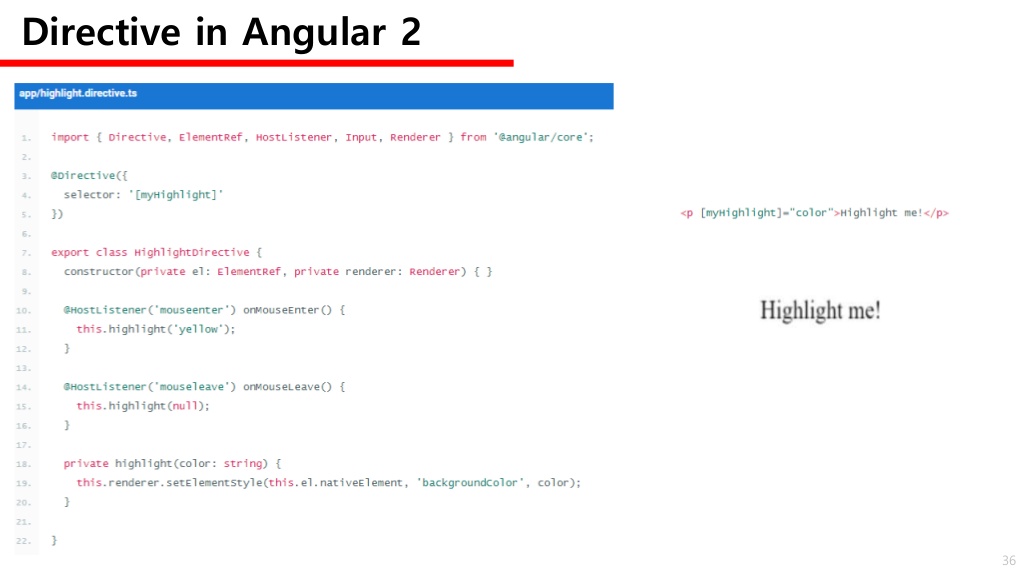 Directive in Angular 2
app/highlight.directive.ts
1. import { Directive, ElementRef, HostListener, Input, Renderer } from '@angular/core';
2.
3. @Directive({
4. selector: '[myHighlight]'
5. })
6.
7. export class HighlightDirective {
8. constructor(private el: ElementRef, private renderer: Renderer) { }
9.
10. @HostListener('mouseenter') onMouseEnter() {
11. this.highlight('yellow');
12. }
13.
14. @HostListener('mouseleave') onMouseLeave() {
15. this.highlight(null);
16. }
17.
18. private highlight(color: string) {
19. this.renderer.setElementStyle(this.el.nativeElement, 'backgroundColor', color);
20. }
21.
22. }
<p [myHighlight]="color">Highlight me!</p>
Highlight me!
36